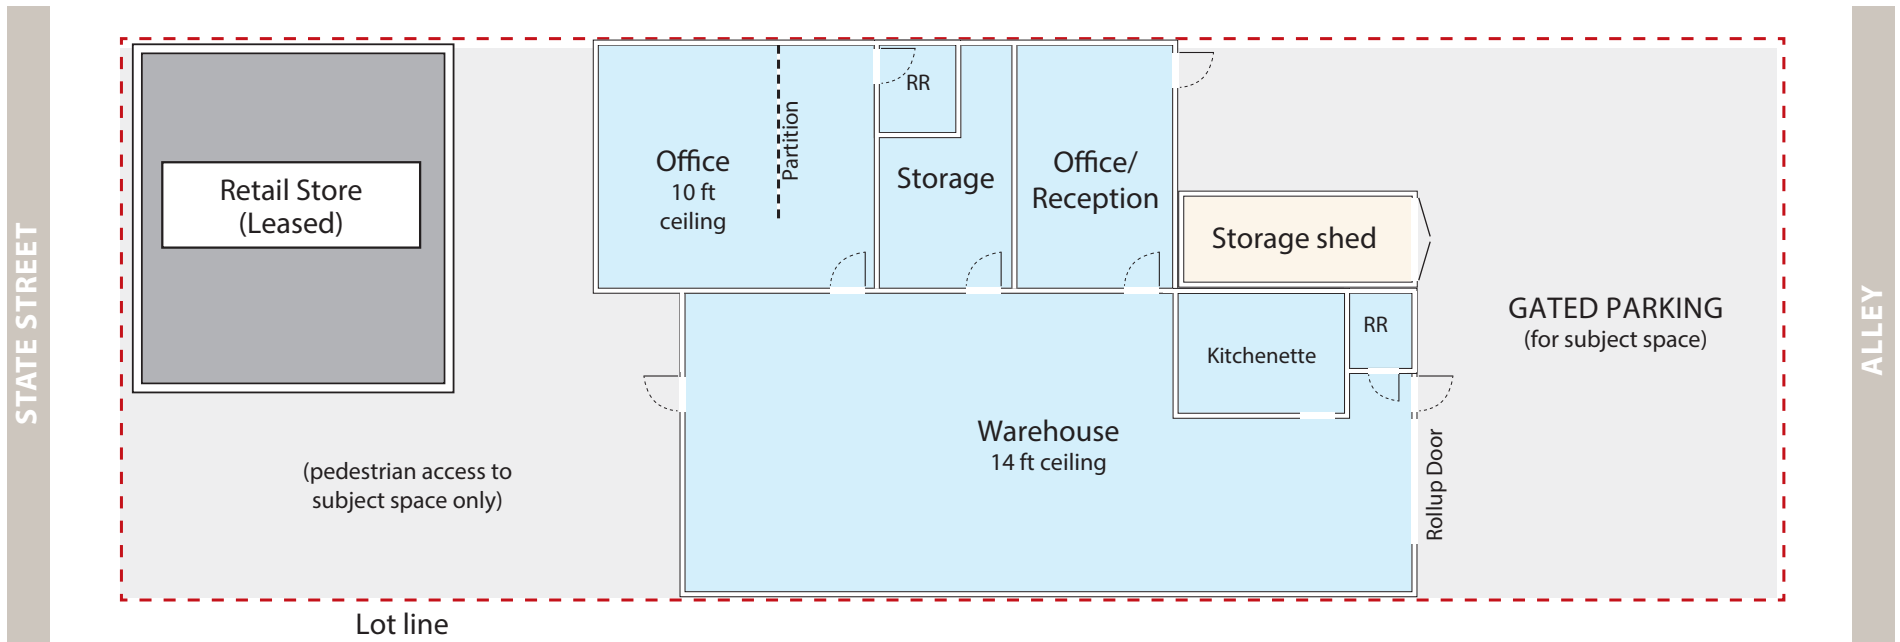 STATE STREET
Retail Store
(Leased)
(pedestrian access to
subject space only)
Lot line
Office
10 ft
ceiling
Partition
RR
Storage
Office/
Reception
Storage shed
Kitchenette
RR
Warehouse
14 ft ceiling
Rollup Door
GATED PARKING
(for subject space)
ALLEY